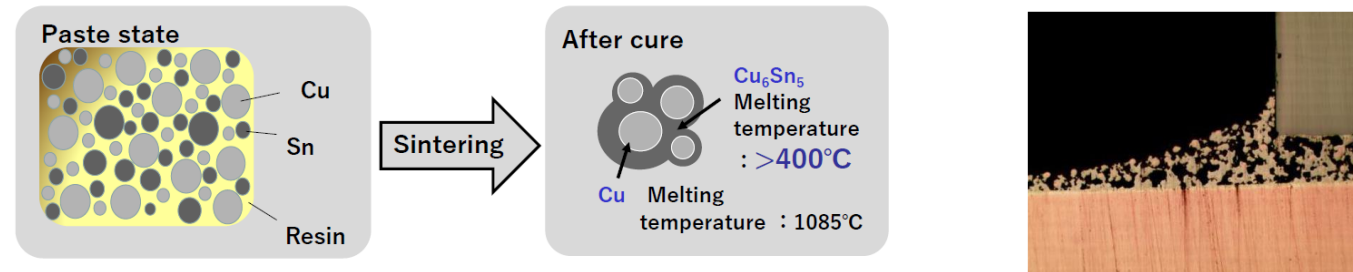 Paste state
Cu
Sn
Resin
Sintering
After cure
Cu₆Sn₅
Melting
temperature
：>400℃
Cu Melting
temperature ：1085℃